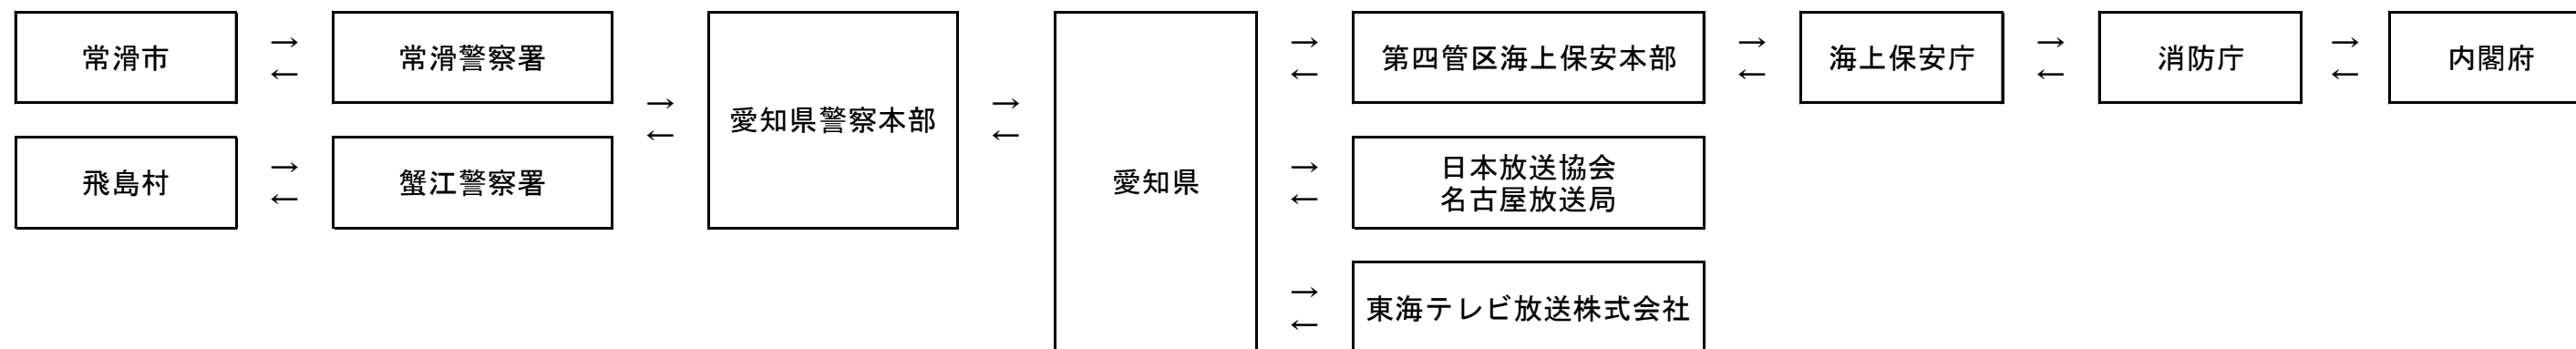 常滑市
→
←
常滑警察署
飛島村
→
←
蟹江警察署
→
←
愛知県警察本部
→
←
愛知県
→
←
第四管区海上保安本部
→
←
海上保安庁
→
←
消防庁
→
←
内閣府
→
←
日本放送協会
名古屋放送局
→
←
東海テレビ放送株式会社